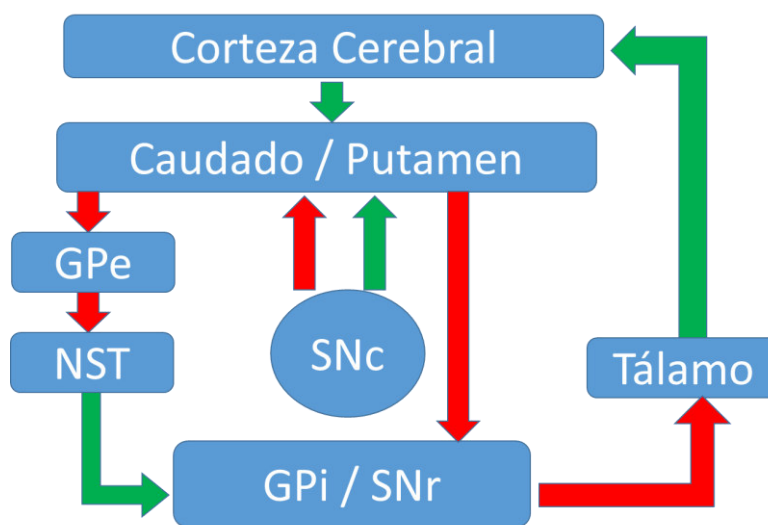 Corteza Cerebral
Caudado / Putamen
GPe
SNc
NST
Tálamo
GPi / SNr